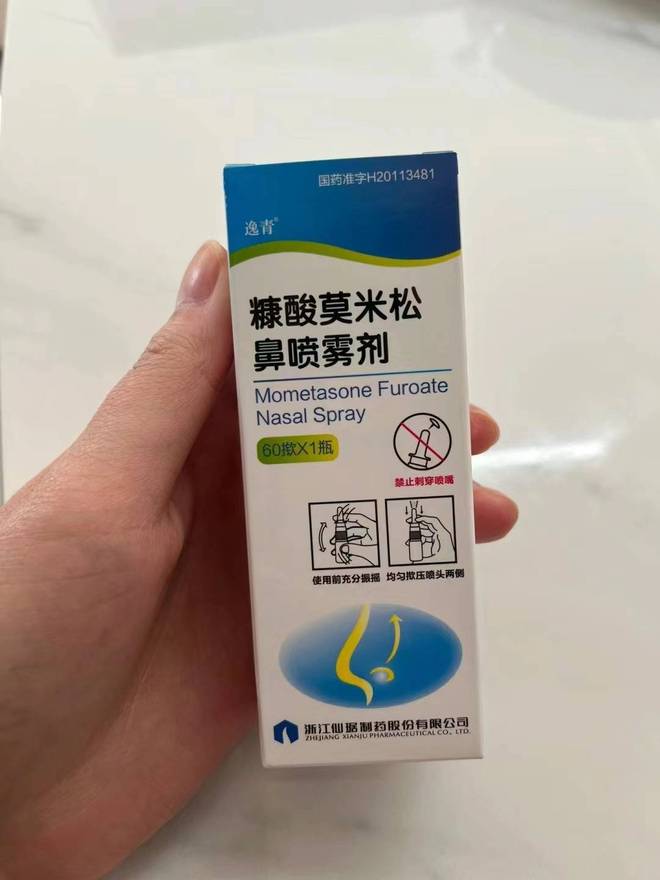 国药准字H20113481
逸青®
糠酸莫米松
鼻喷雾剂
Mometasone Furoate
Nasal Spray
60揿X1瓶
禁止刺穿喷嘴
使用前充分振摇 均匀揿压喷头两侧
浙江仙琚制药股份有限公司
ZHEJIANG XIANJU PHARMACEUTICAL CO., LTD.